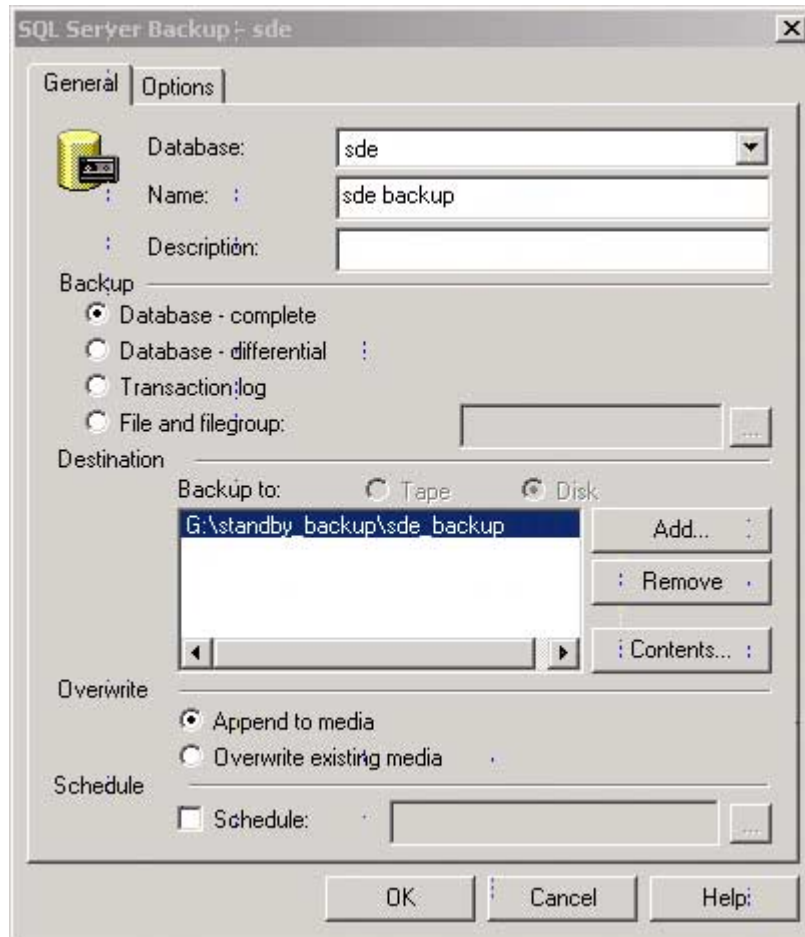 SQL Server Backup - sde
General Options
Database: sde
Name: sde backup
Description:
Backup
Database - complete
Database - differential
Transaction log
File and filegroup: ...
Destination
Backup to: Tape Disk
G:\standby_backup\sde_backup
Add...
Remove
Contents...
Overwrite
Append to media
Overwrite existing media
Schedule
Schedule: ...
OK Cancel Help